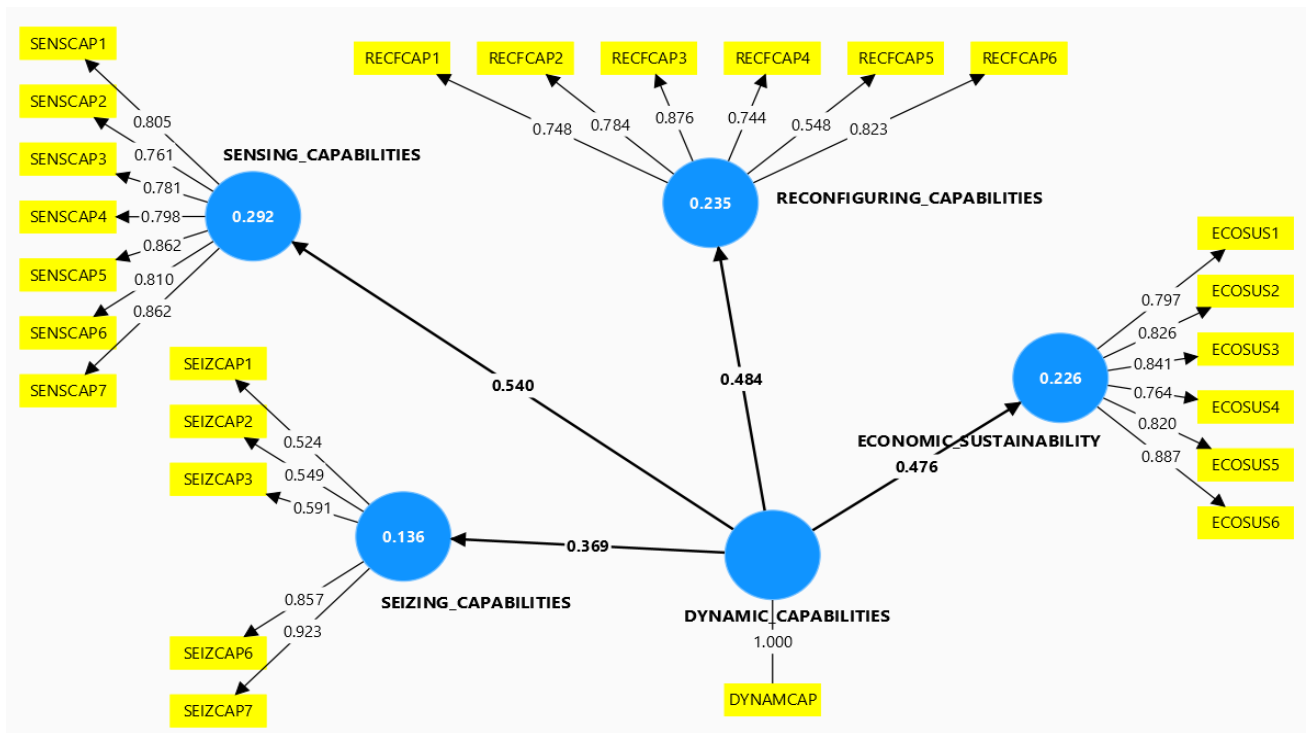 SENSCAP1
SENSCAP2
SENSCAP3
SENSCAP4
SENSCAP5
SENSCAP6
SENSCAP7
0.805
0.761
0.781
0.798
0.862
0.810
0.862
SENSING_CAPABILITIES
0.292
RECFCAP1
RECFCAP2
RECFCAP3
RECFCAP4
RECFCAP5
RECFCAP6
0.748
0.784
0.876
0.744
0.548
0.823
0.235
RECONFIGURING_CAPABILITIES
ECOSUS1
ECOSUS2
ECOSUS3
ECOSUS4
ECOSUS5
ECOSUS6
0.797
0.826
0.841
0.764
0.820
0.887
0.226
ECONOMIC_SUSTAINABILITY
0.540
0.484
0.476
0.369
SEIZCAP1
SEIZCAP2
SEIZCAP3
0.524
0.549
0.591
0.136
SEIZING_CAPABILITIES
0.857
0.923
SEIZCAP6
SEIZCAP7
DYNAMIC_CAPABILITIES
1.000
DYNAMCAP